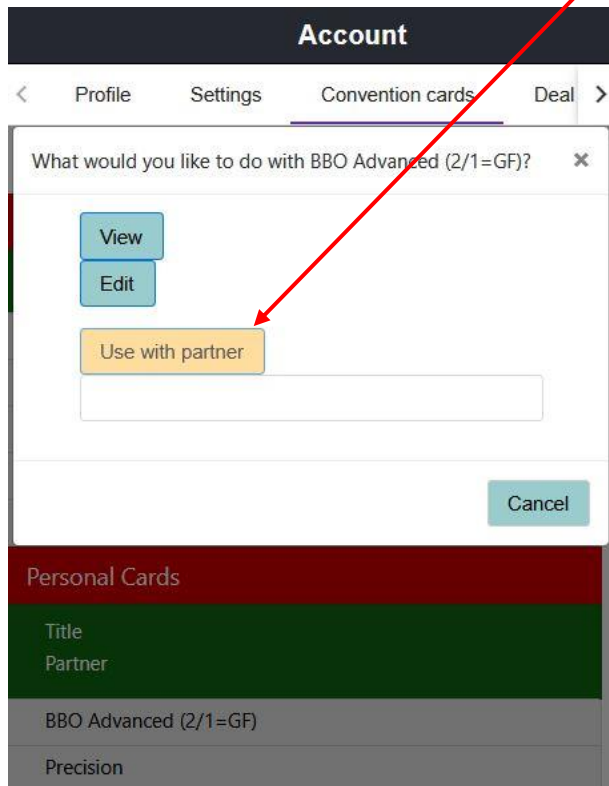 Account
< Profile Settings Convention cards Deal >
What would you like to do with BBO Advanced (2/1=GF)? ×
View
Edit
Use with partner
Cancel
Personal Cards
Title
Partner
BBO Advanced (2/1=GF)
Precision